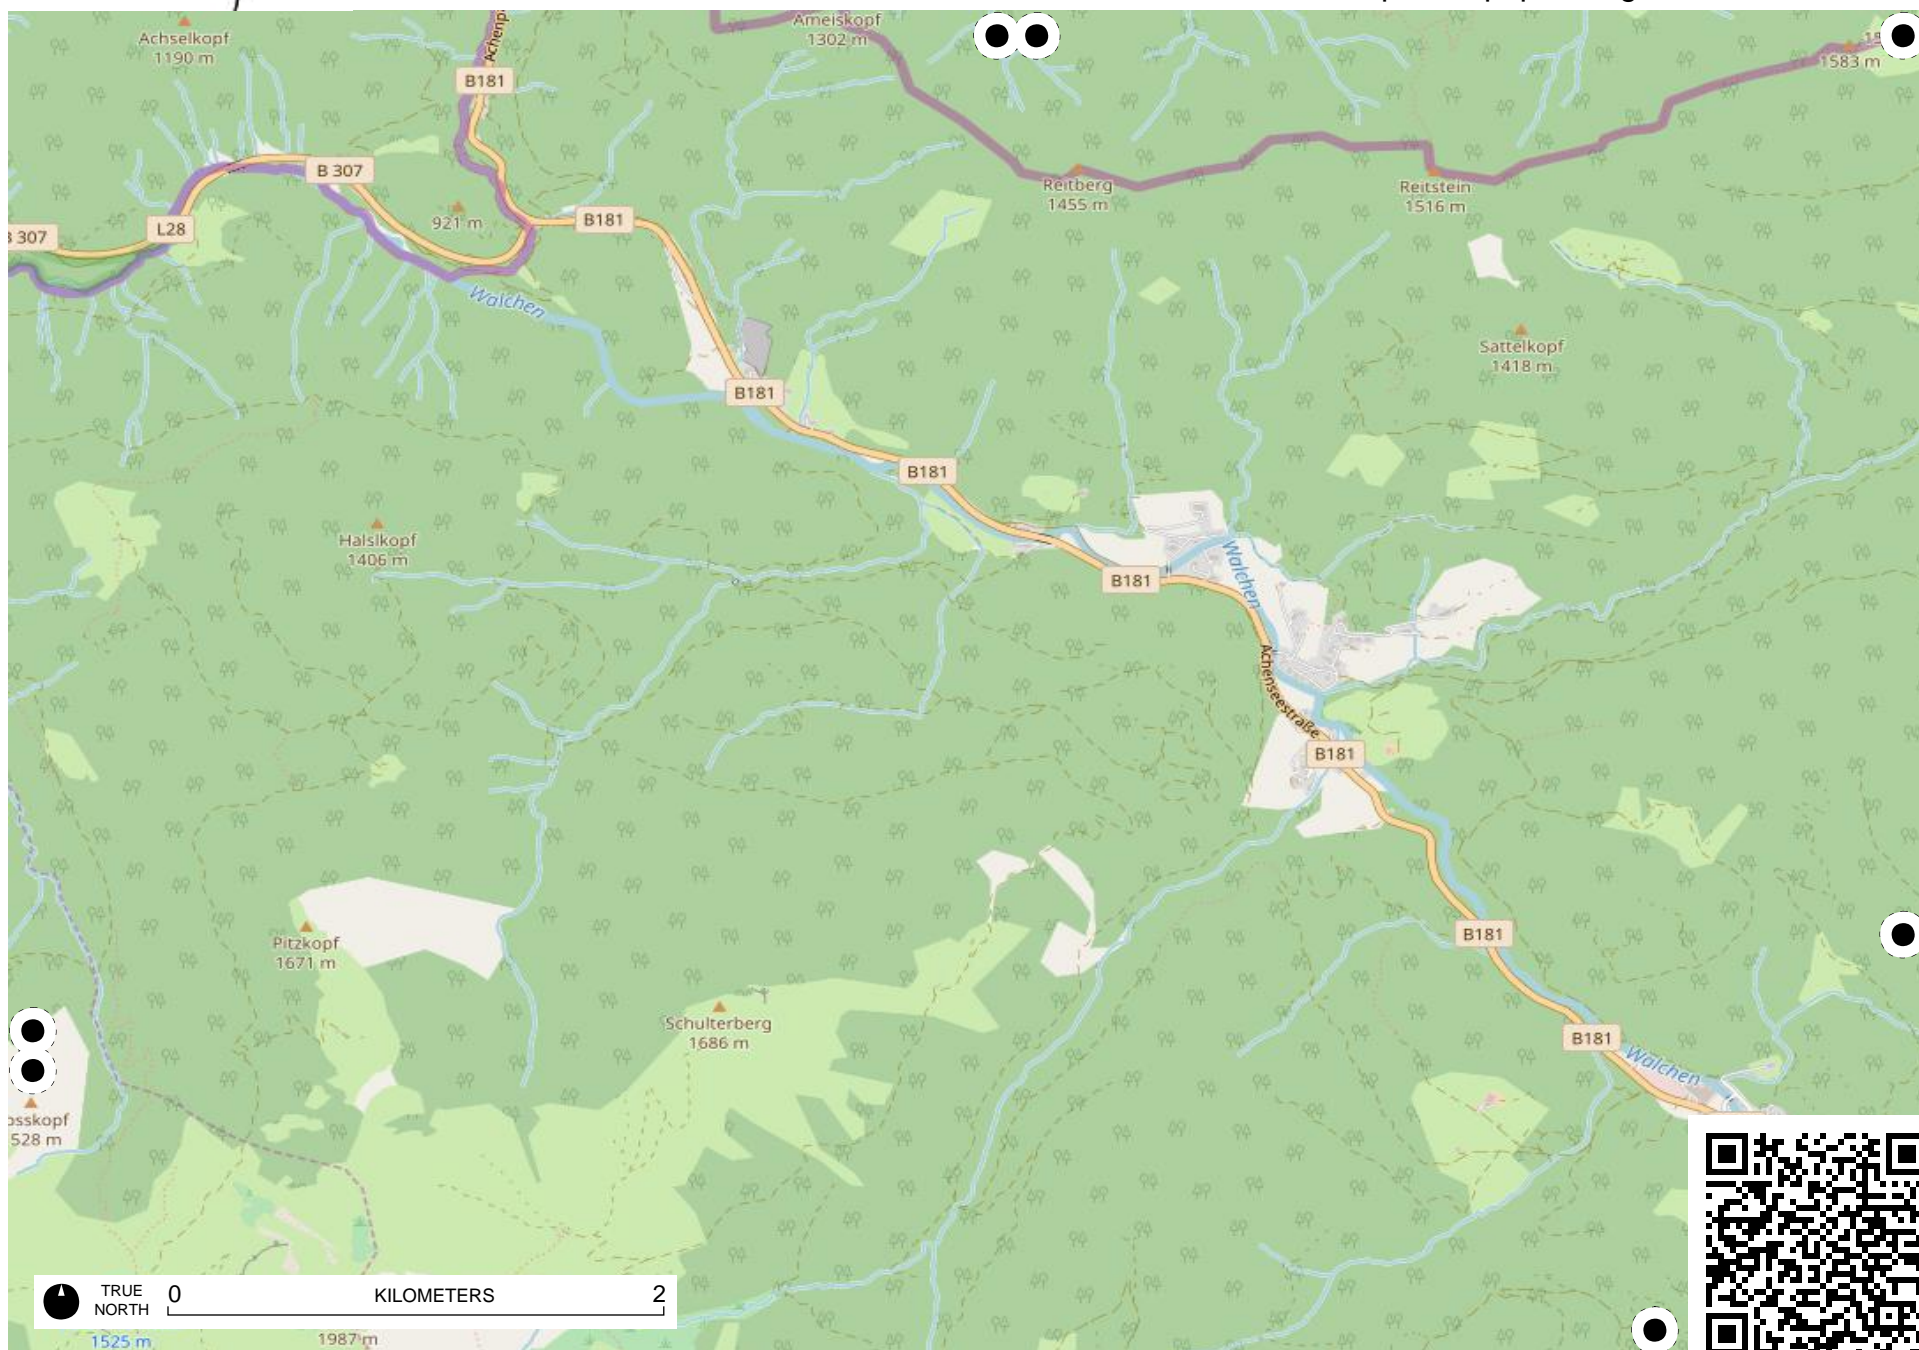 Achselkopf
1190 m
Ameiskopf
1302 m
1583 m
B181
B 307
Reitberg
1455 m
Reitstein
1516 m
921 m
L28
B181
B 307
Walchen
Sattelkopf
1418 m
B181
B181
Halslkopf
1406 m
Walchen
B181
Achenseestraße
B181
Pitzkopf
1671 m
B181
Schulterberg
1686 m
B181
Walchen
osskopf
528 m
TRUE
NORTH
0 KILOMETERS 2
1525 m
1987 m